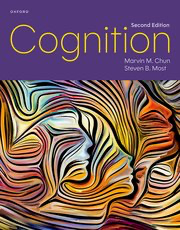 OXFORD
Second Edition
Cognition
Marvin M. Chun
Steven B. Most